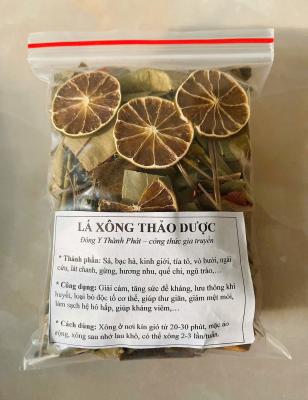 LÁ XÔNG THẢO DƯỢC
Đông Y Thành Phát – công thức gia truyền
* Thành phần: Sả, bạc hà, kinh giới, tía tô, vỏ bưởi, ngải
cứu, lát chanh, gừng, hương nhu, quế chi, ngũ trảo,...
* Công dụng: Giải cảm, tăng sức đề kháng, lưu thông khí
huyết, loại bỏ độc tố cơ thể, giúp thư giãn, giảm mệt mỏi,
làm sạch hệ hô hấp, giúp kháng viêm,...
* Cách dùng: Xông ở nơi kín gió từ 20-30 phút, mặc áo
rộng, xông sau nhớ lau khô, có thể xông 2-3 lần/tuần.